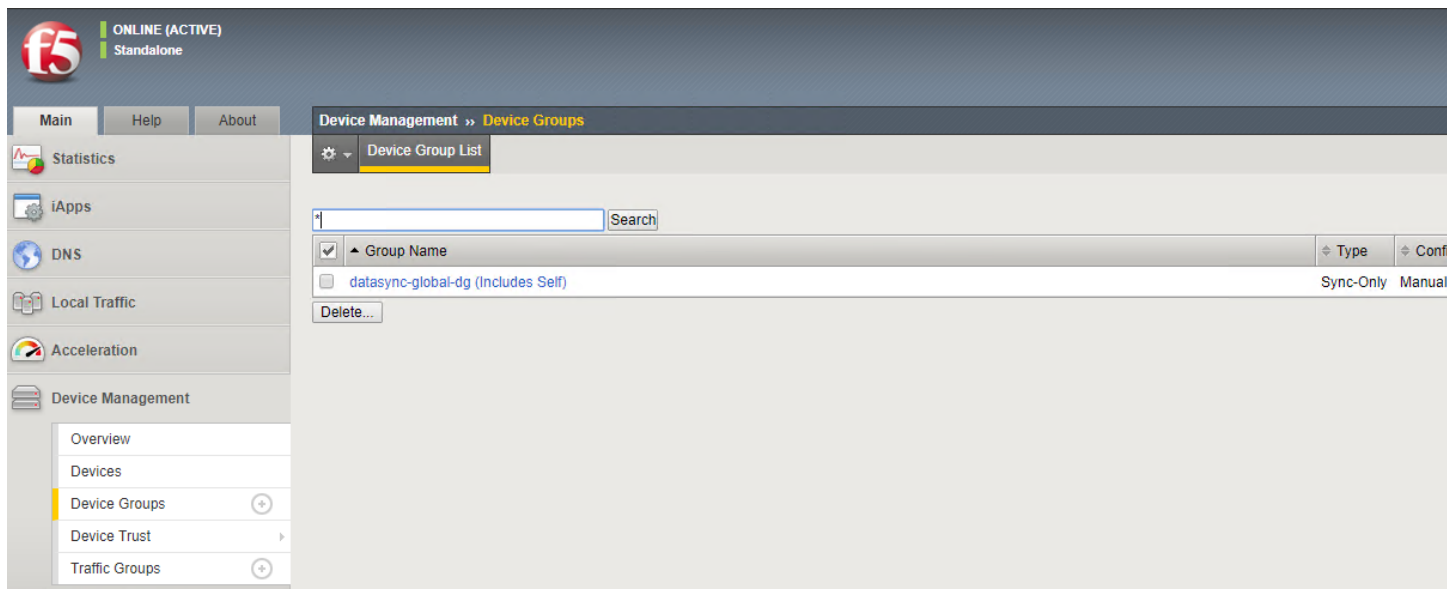 f5
ONLINE (ACTIVE)
Standalone
Main Help About
Statistics
iApps
DNS
Local Traffic
Acceleration
Device Management
Overview
Devices
Device Groups
Device Trust
Traffic Groups
Device Management ›› Device Groups
Device Group List
* Search
Group Name Type Confi
datasync-global-dg (Includes Self) Sync-Only Manual
Delete...